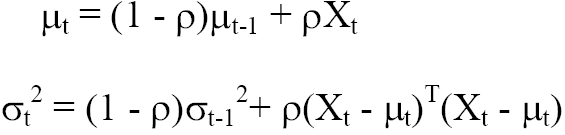 μₜ = (1 - ρ)μₜ₋₁ + ρXₜ
σₜ² = (1 - ρ)σₜ₋₁² + ρ(Xₜ - μₜ)ᵀ(Xₜ - μₜ)